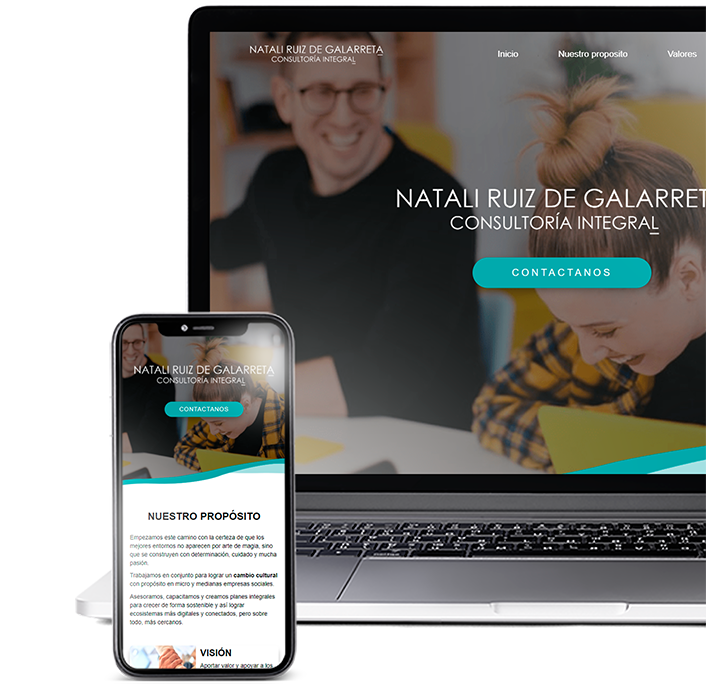 NATALI RUIZ DE GALARRETA
CONSULTORÍA INTEGRAL
Inicio
Nuestro proposito
Valores
NATALI RUIZ DE GALARRET
CONSULTORÍA INTEGRAL
CONTACTANOS
NATALI RUIZ DE GALARRETA
CONSULTORÍA INTEGRAL
CONTACTANOS
NUESTRO PROPÓSITO
Empezamos este camino con la certeza de que los
mejores entornos no aparecen por arte de magia, sino
que se construyen con determinación, cuidado y mucha
pasión.
Trabajamos en conjunto para lograr un cambio cultural
con propósito en micro y medianas empresas sociales.
Asesoramos, capacitamos y creamos planes integrales
para crecer de forma sostenible y así lograr
ecosistemas más digitales y conectados, pero sobre
todo, más cercanos.
VISIÓN
Aportar valor y apoyar a los